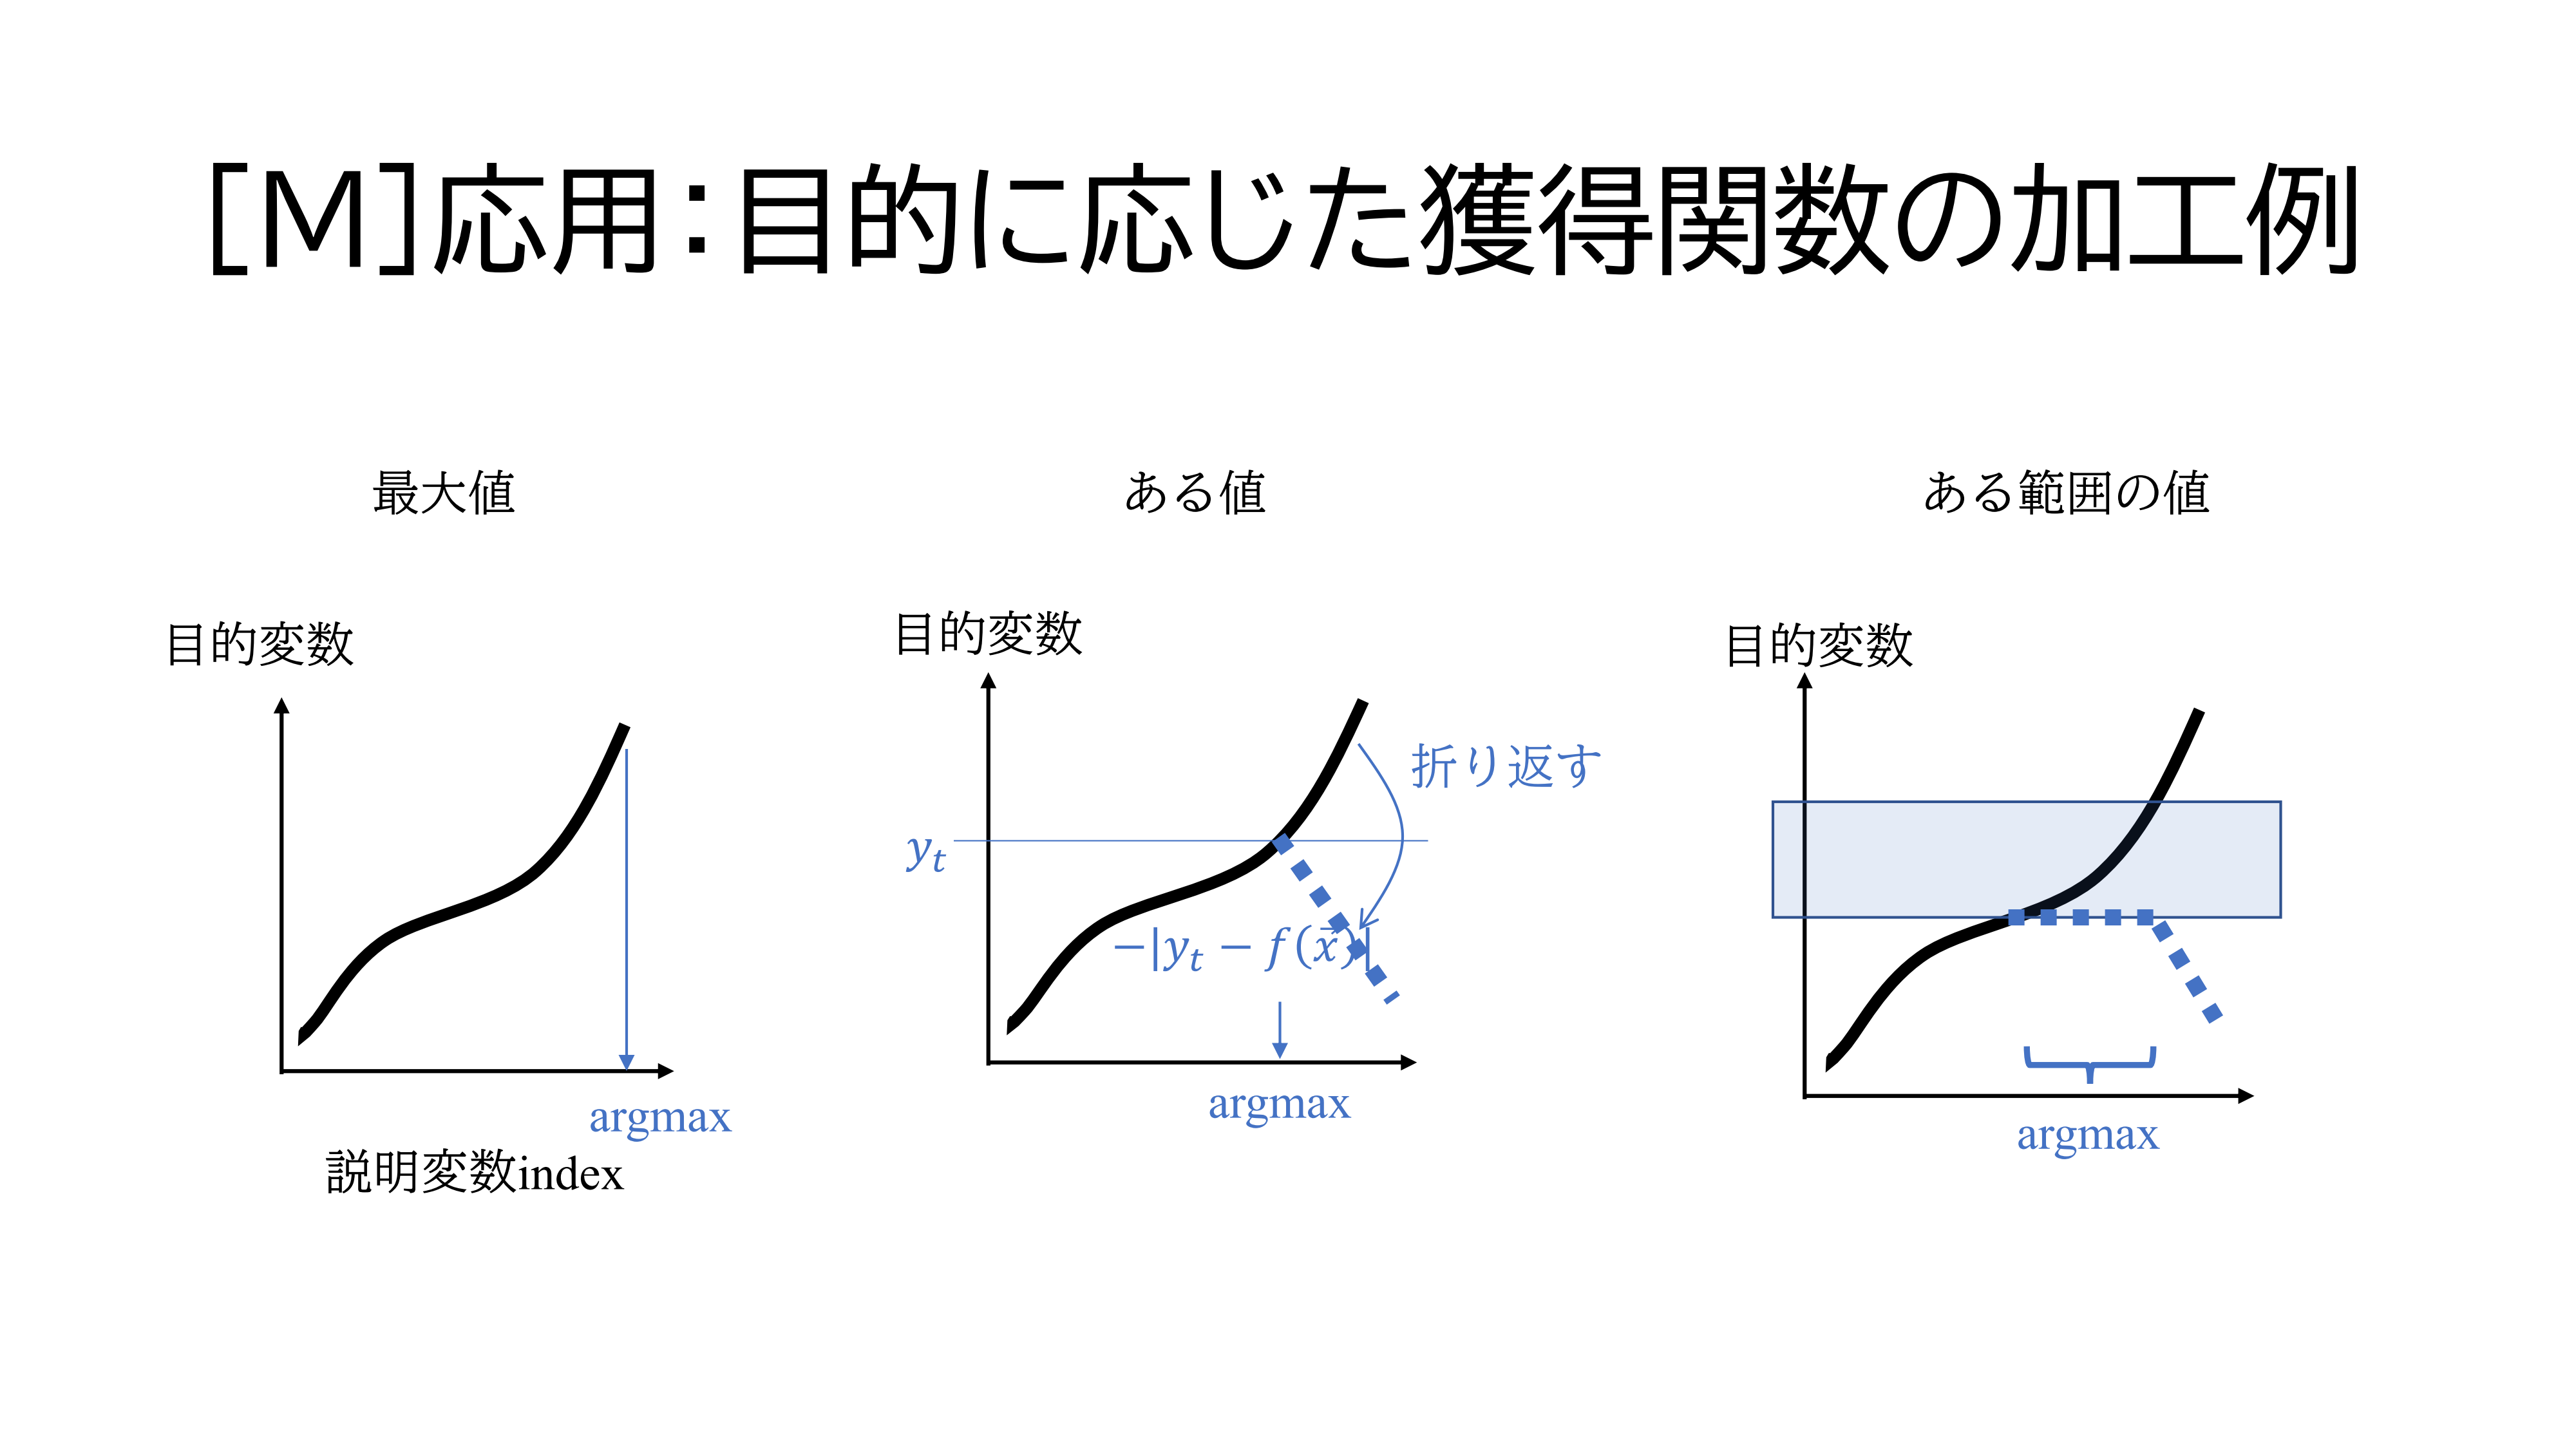 [M]応用：目的に応じた獲得関数の加工例
最大値
ある値
ある範囲の値
目的変数
argmax
説明変数index
目的変数
折り返す
y_t
−|y_t − f(x⃗)|
argmax
目的変数
argmax